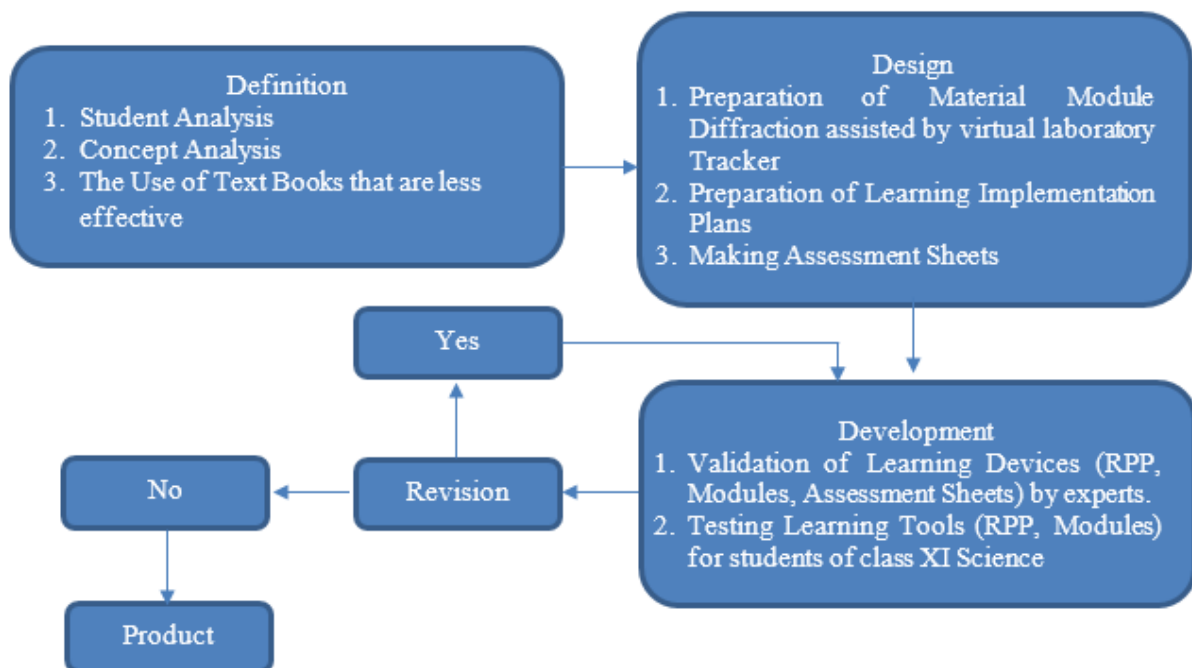 Definition
1. Student Analysis
2. Concept Analysis
3. The Use of Text Books that are less
effective
Design
1. Preparation of Material Module
Diffraction assisted by virtual laboratory
Tracker
2. Preparation of Learning Implementation
Plans
3. Making Assessment Sheets
Yes
Development
1. Validation of Learning Devices (RPP,
Modules, Assessment Sheets) by experts.
2. Testing Learning Tools (RPP, Modules)
for students of class XI Science
Revision
No
Product